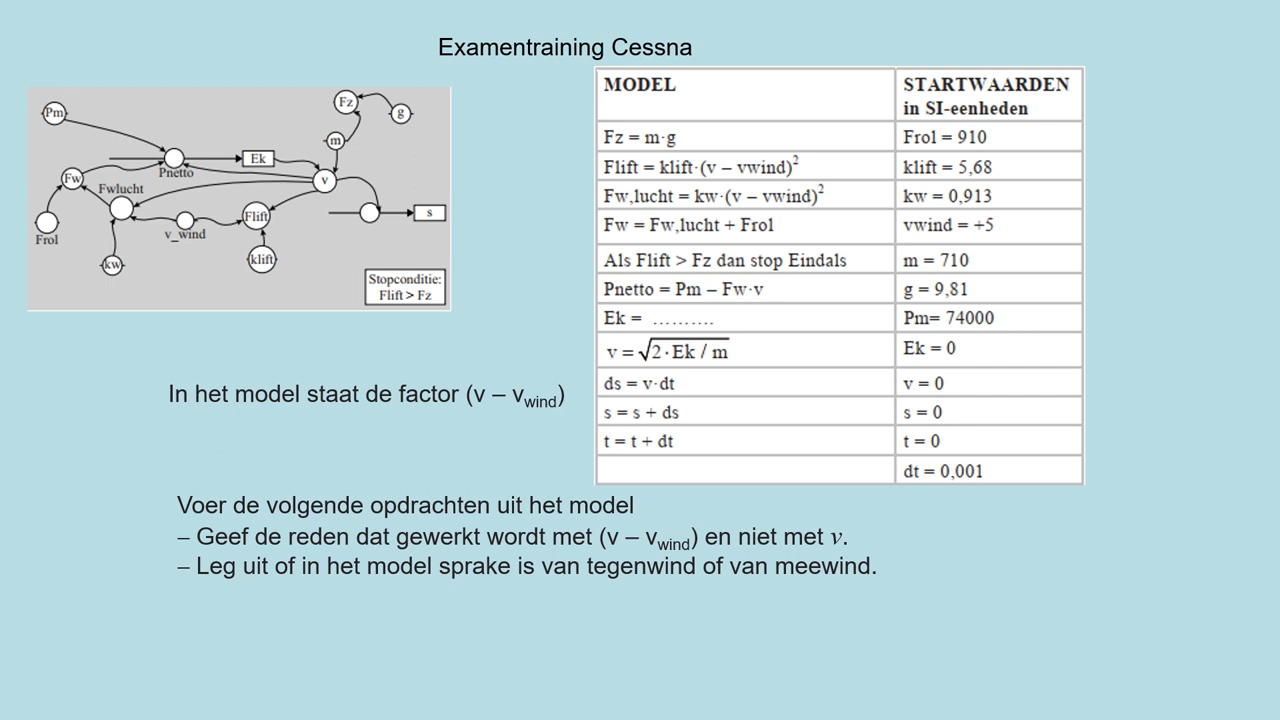 Examentraining Cessna
Pm
Fz
g
m
Ek
Pnetto
Fw
v
Fwlucht
Flift
s
v_wind
Frol
kw
klift
Stopconditie:
Flift > Fz
MODEL
STARTWAARDEN
in SI-eenheden
Fz = m·g
Frol = 910
Flift = klift·(v – vwind)²
klift = 5,68
Fw,lucht = kw·(v – vwind)²
kw = 0,913
Fw = Fw,lucht + Frol
vwind = +5
Als Flift > Fz dan stop Eindals
m = 710
Pnetto = Pm – Fw·v
g = 9,81
Ek = ..........
Pm= 74000
v = √2·Ek / m
Ek = 0
ds = v·dt
v = 0
s = s + ds
s = 0
t = t + dt
t = 0
dt = 0,001
In het model staat de factor (v – vwind)
Voer de volgende opdrachten uit het model
– Geef de reden dat gewerkt wordt met (v – vwind) en niet met v.
– Leg uit of in het model sprake is van tegenwind of van meewind.